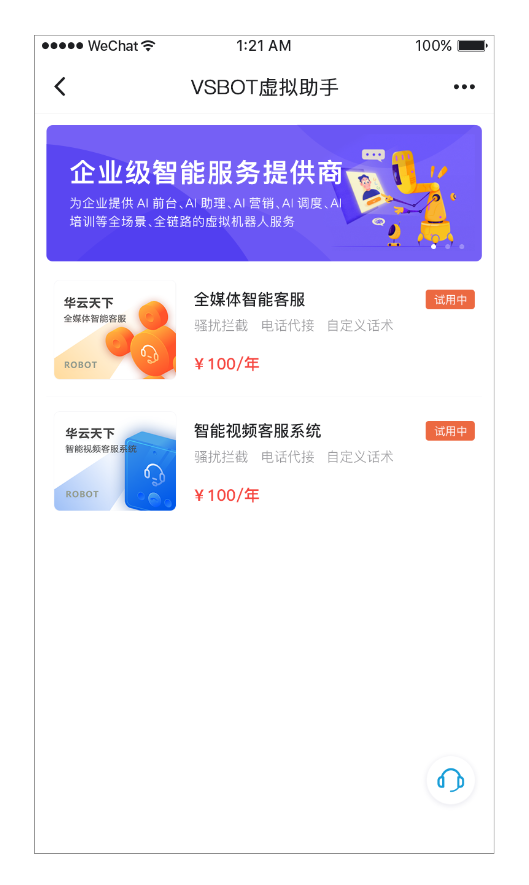 WeChat 1:21 AM 100%
VSBOT虚拟助手
企业级智能服务提供商
为企业提供 AI 前台、AI 助理、AI 营销、AI 调度、AI
培训等全场景、全链路的虚拟机器人服务
华云天下
全媒体智能客服
ROBOT
全媒体智能客服
试用中
骚扰拦截 电话代接 自定义话术
¥100/年
华云天下
智能视频客服系统
ROBOT
智能视频客服系统
试用中
骚扰拦截 电话代接 自定义话术
¥100/年